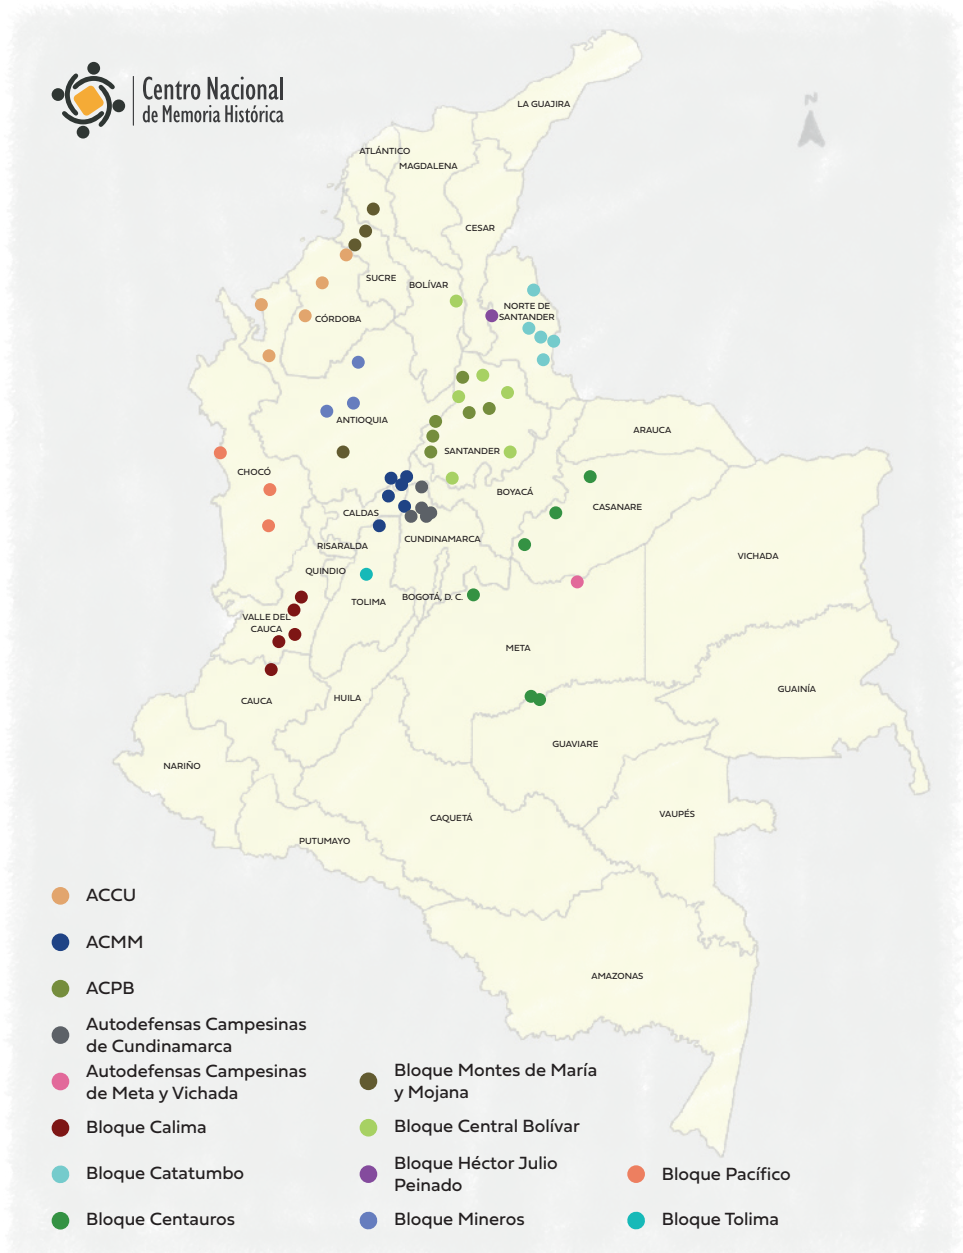 Centro Nacional
de Memoria Histórica
N
LA GUAJIRA
ATLÁNTICO
MAGDALENA
CESAR
SUCRE
BOLÍVAR
NORTE DE
SANTANDER
CÓRDOBA
ANTIOQUIA
ARAUCA
SANTANDER
CHOCÓ
BOYACÁ
CASANARE
CALDAS
CUNDINAMARCA
RISARALDA
VICHADA
QUINDIO
TOLIMA
BOGOTÁ, D. C.
VALLE DEL
CAUCA
META
GUAINÍA
HUILA
CAUCA
GUAVIARE
NARIÑO
VAUPÉS
CAQUETÁ
PUTUMAYO
AMAZONAS
ACCU
ACMM
ACPB
Autodefensas Campesinas
de Cundinamarca
Autodefensas Campesinas
de Meta y Vichada
Bloque Calima
Bloque Catatumbo
Bloque Centauros
Bloque Montes de María
y Mojana
Bloque Central Bolívar
Bloque Héctor Julio
Peinado
Bloque Mineros
Bloque Pacífico
Bloque Tolima